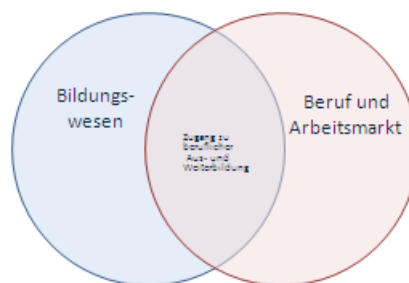 Bildungs-
wesen
Beruf und
Arbeitsmarkt
Zugang zu
beruflicher
Aus- und
Weiterbildung